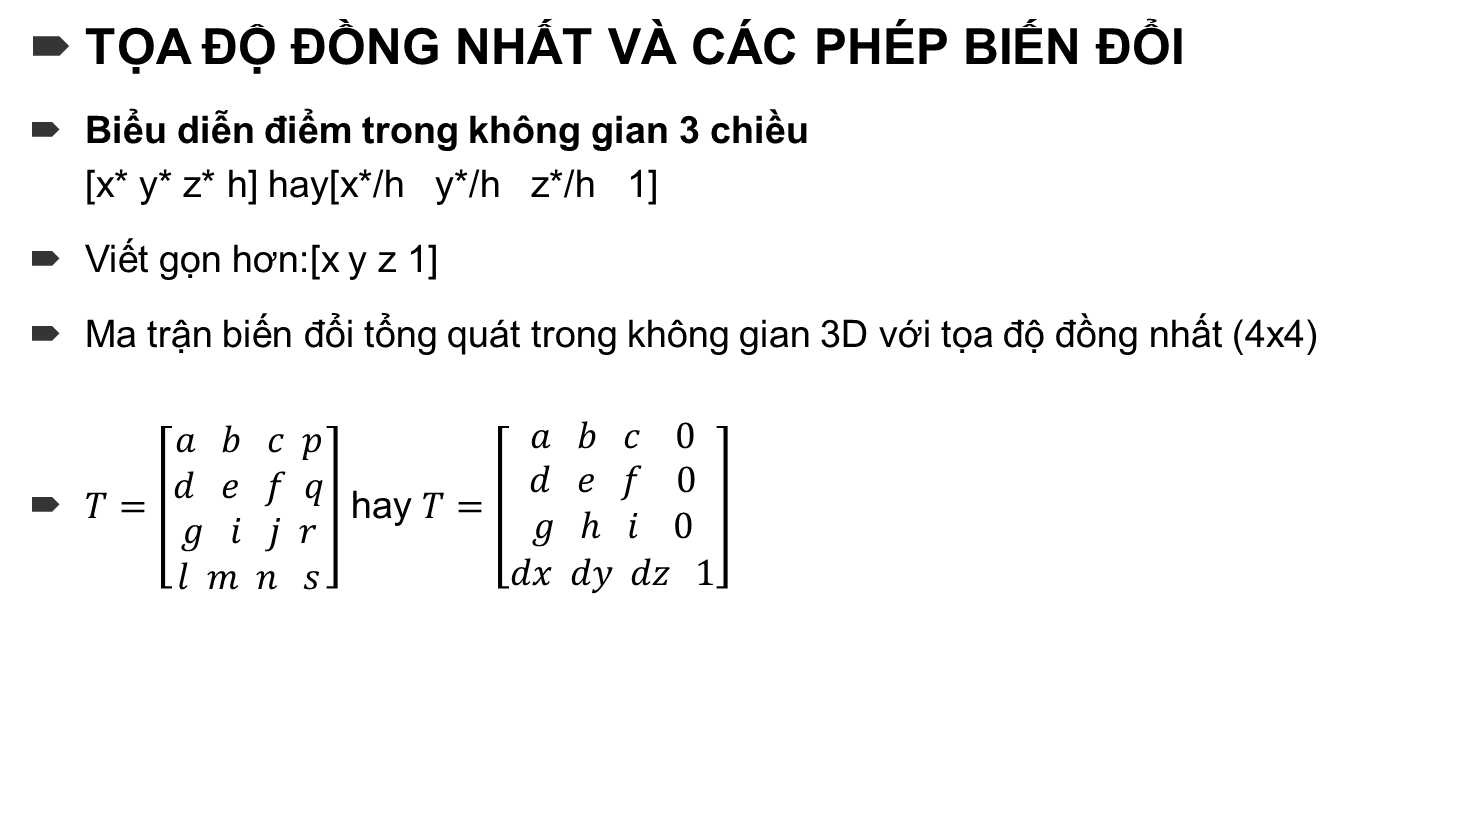 TỌA ĐỘ ĐỒNG NHẤT VÀ CÁC PHÉP BIẾN ĐỔI
Biểu diễn điểm trong không gian 3 chiều
[x* y* z* h] hay[x*/h y*/h z*/h 1]
Viết gọn hơn:[x y z 1]
Ma trận biến đổi tổng quát trong không gian 3D với tọa độ đồng nhất (4x4)
T = [a b c p
d e f q
g i j r
l m n s] hay T = [a b c 0
d e f 0
g h i 0
dx dy dz 1]